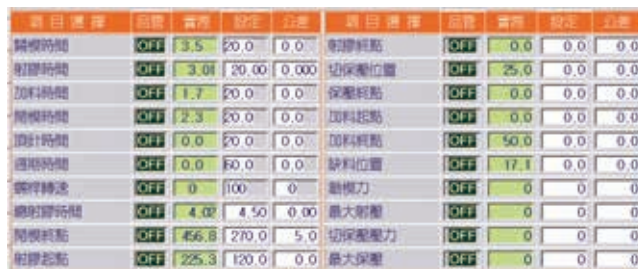 項目選擇 品管 實際 設定 公差 項目選擇 品管 實際 設定 公差
關模時間 OFF 3.5 20.0 0.0 射膠終點 OFF 0.0 0.0 0.0
射膠時間 OFF 3.01 20.00 0.000 切保壓位置 OFF 25.0 0.0 0.0
加料時間 OFF 1.7 20.0 0.0 保壓終點 OFF 0.0 0.0 0.0
開模時間 OFF 2.3 20.0 0.0 加料起點 OFF 0.0 0.0 0.0
頂針時間 OFF 0.0 20.0 0.0 加料終點 OFF 50.0 0.0 0.0
週期時間 OFF 0.0 60.0 0.0 缺料位置 OFF 17.1 0.0 0.0
螺桿轉速 OFF 0 100 0 鎖模力 OFF 0 0 0
總射膠時間 OFF 4.02 4.50 0.00 最大射壓 OFF 0 0 0
開模終點 OFF 456.8 270.0 5.0 切保壓壓力 OFF 0 0 0
射膠起點 OFF 225.3 120.0 0.0 最大保壓 OFF 0 0 0